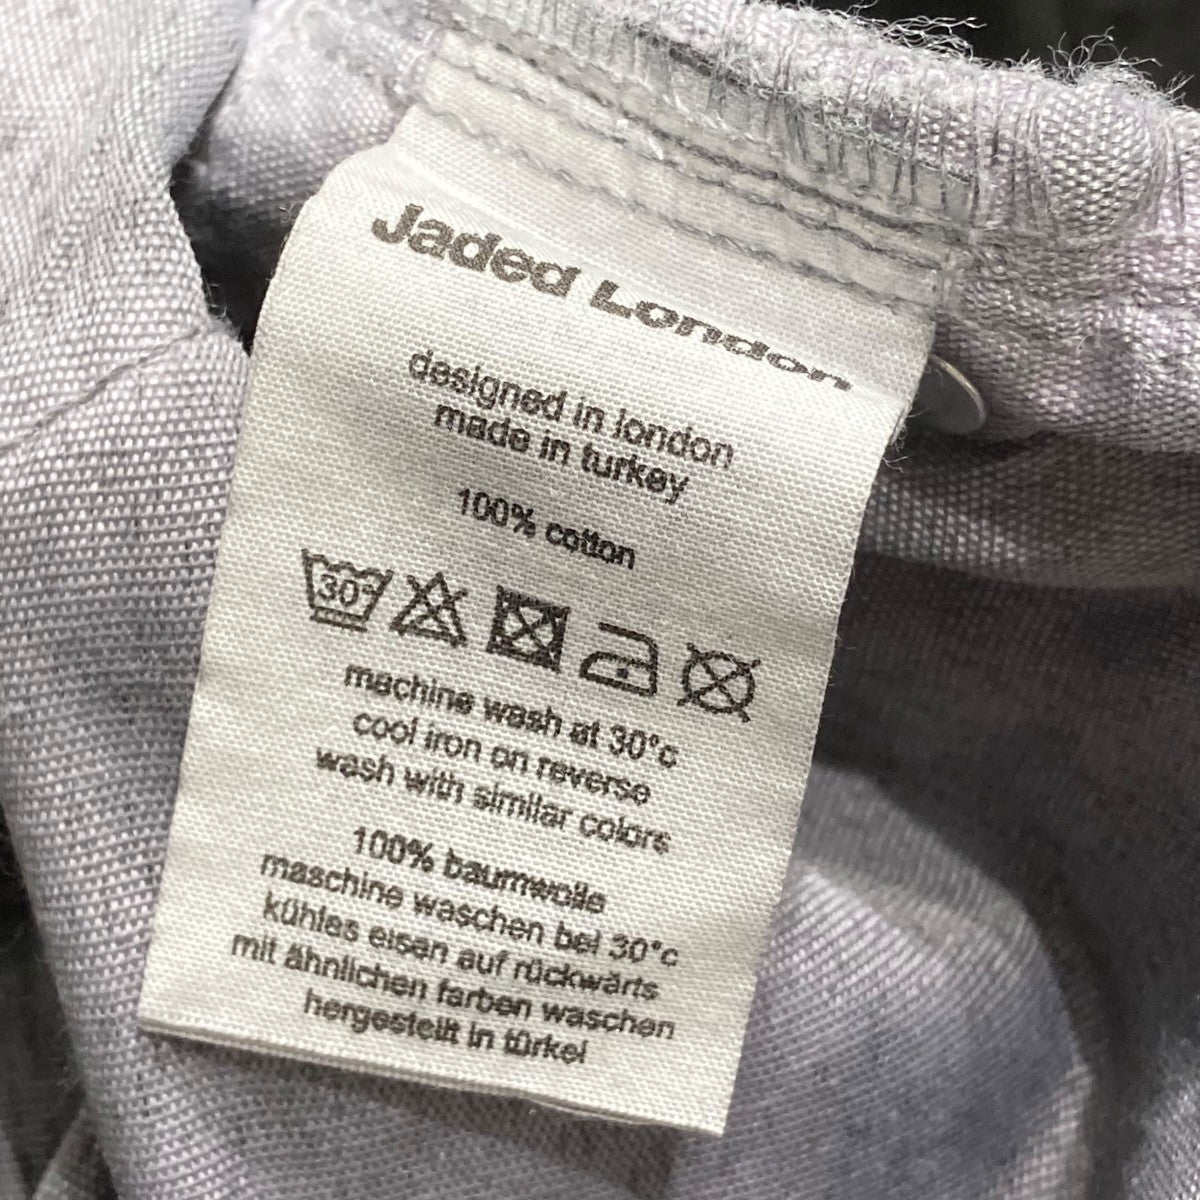 Jaded London
designed in london
made in turkey
100% cotton
30°
machine wash at 30°c
cool iron on reverse
wash with similar colors
100% baumwolle
maschine waschen bei 30°c
kühles eisen auf rückwärts
mit ähnlichen farben waschen
hergestellt in türkei